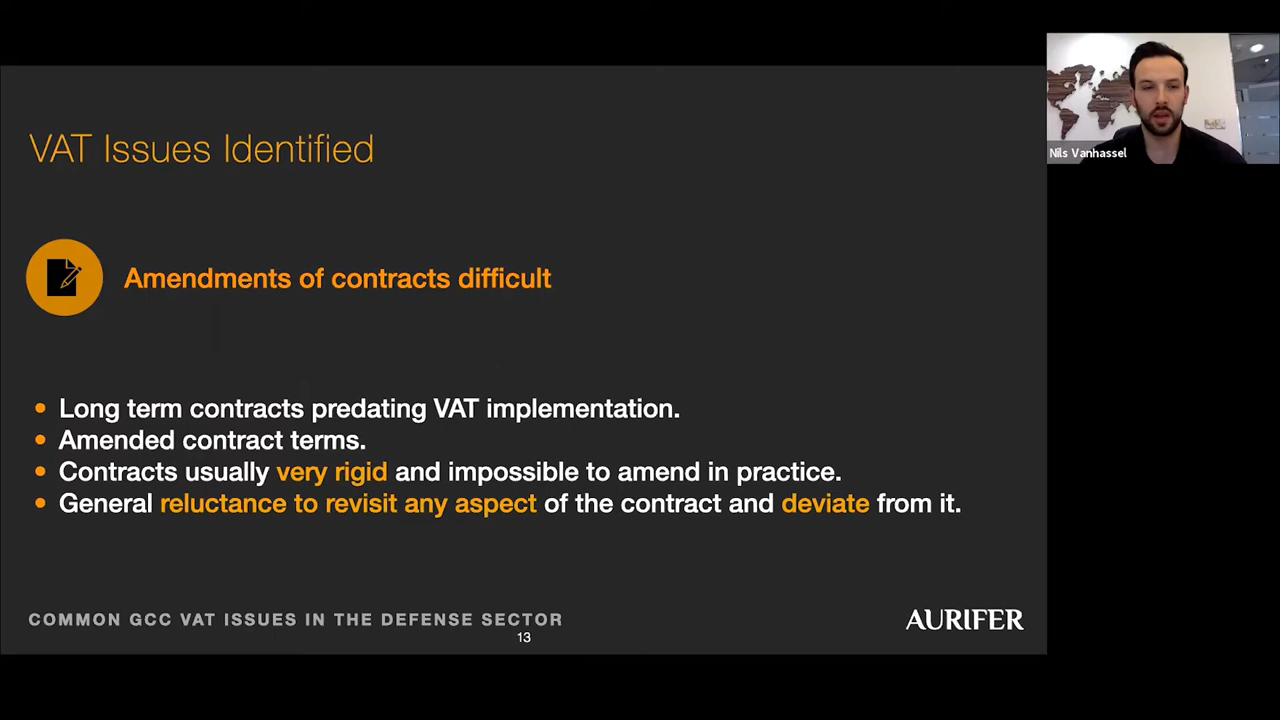 VAT Issues Identified
Nils Vanhassel
Amendments of contracts difficult
• Long term contracts predating VAT implementation.
• Amended contract terms.
• Contracts usually very rigid and impossible to amend in practice.
• General reluctance to revisit any aspect of the contract and deviate from it.
COMMON GCC VAT ISSUES IN THE DEFENSE SECTOR
13
AURIFER